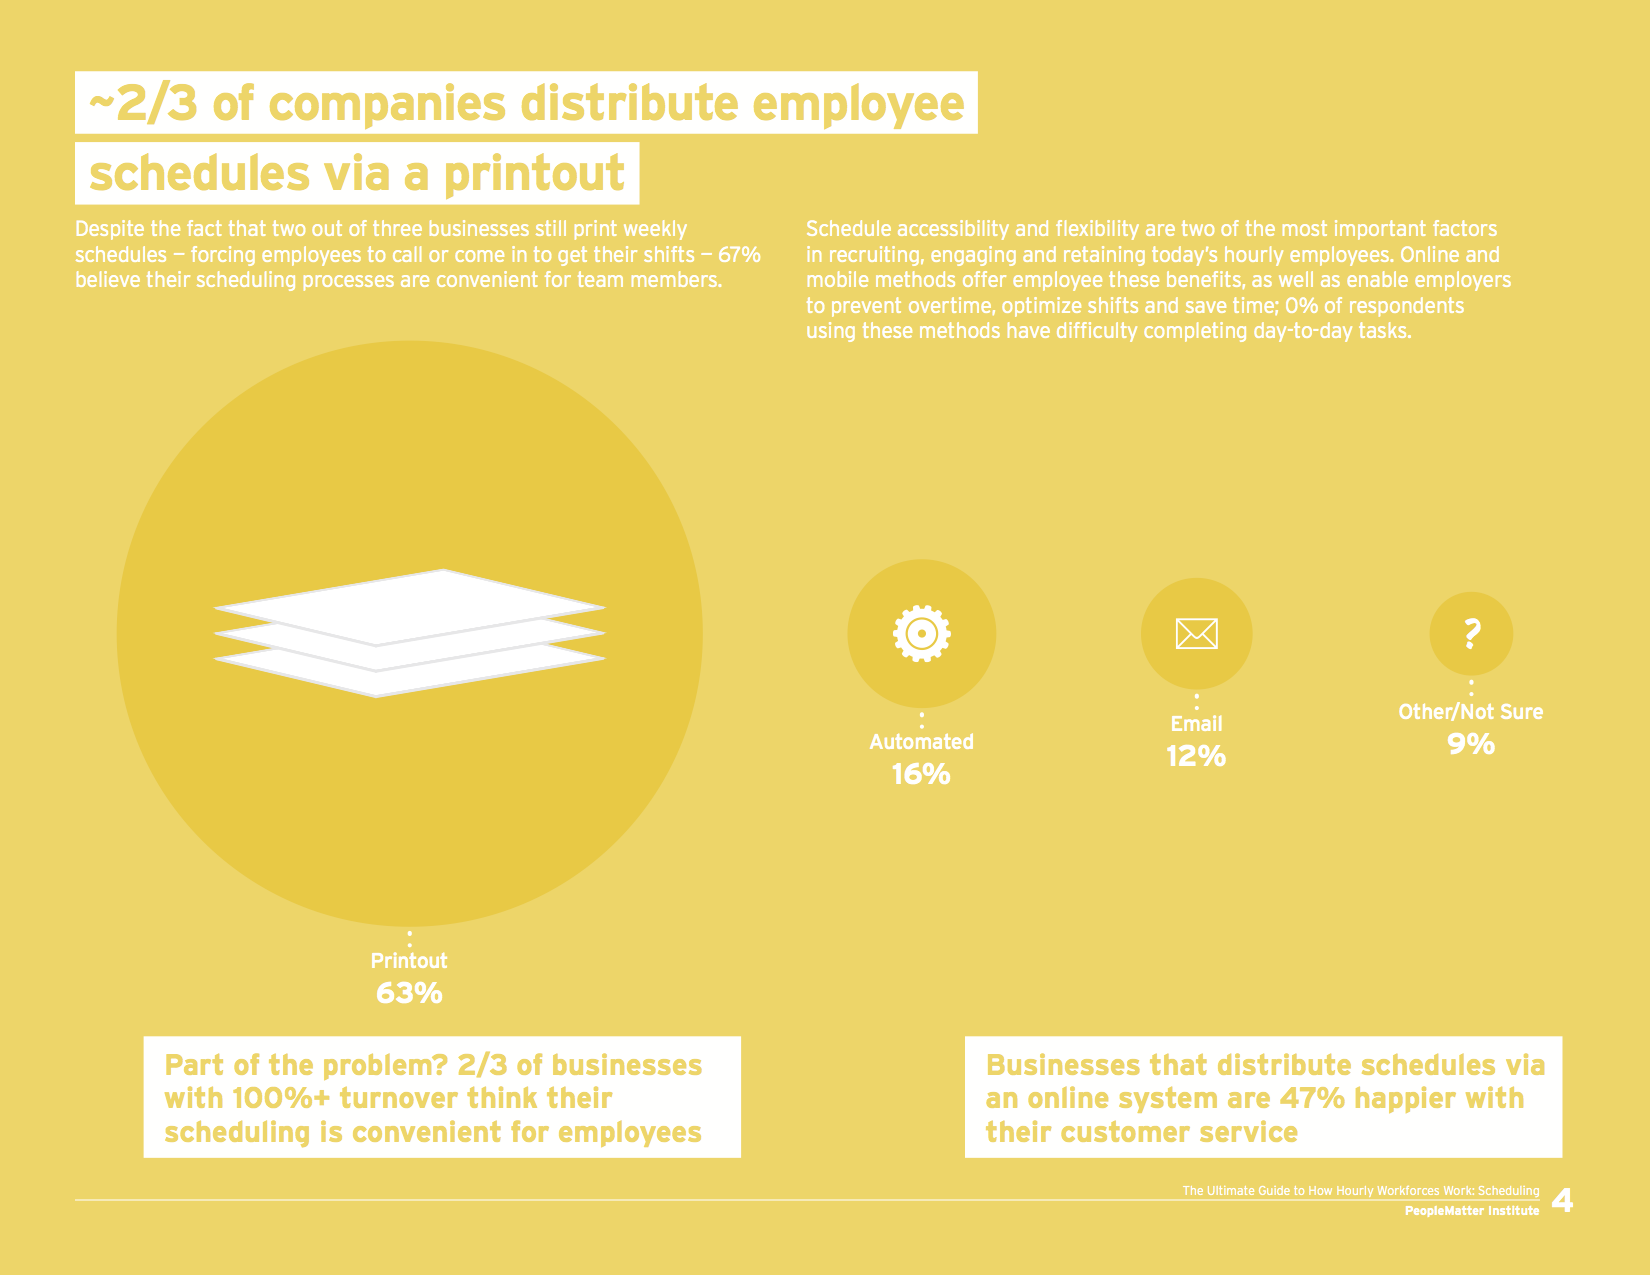 ~2/3 of companies distribute employee
schedules via a printout
Despite the fact that two out of three businesses still print weekly
schedules – forcing employees to call or come in to get their shifts – 67%
believe their scheduling processes are convenient for team members.
Schedule accessibility and flexibility are two of the most important factors
in recruiting, engaging and retaining today's hourly employees. Online and
mobile methods offer employee these benefits, as well as enable employers
to prevent overtime, optimize shifts and save time; 0% of respondents
using these methods have difficulty completing day-to-day tasks.
?
Printout
63%
Automated
16%
Email
12%
Other/Not Sure
9%
Part of the problem? 2/3 of businesses
with 100%+ turnover think their
scheduling is convenient for employees
Businesses that distribute schedules via
an online system are 47% happier with
their customer service
The Ultimate Guide to How Hourly Workforces Work: Scheduling
PeopleMatter Institute
4